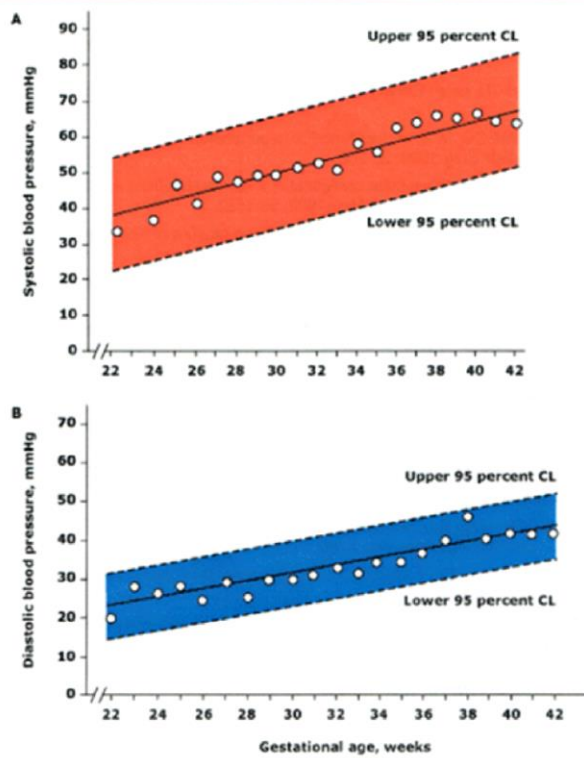 A
Systolic blood pressure, mmHg
90
80
70
60
50
40
30
20
10
0
Upper 95 percent CL
Lower 95 percent CL
22 24 26 28 30 32 34 36 38 40 42
B
Diastolic blood pressure, mmHg
70
60
50
40
30
20
10
0
Upper 95 percent CL
Lower 95 percent CL
22 24 26 28 30 32 34 36 38 40 42
Gestational age, weeks